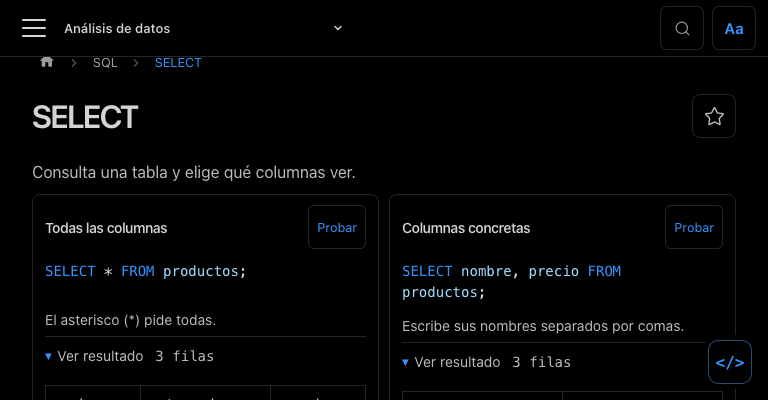 Análisis de datos
Aa
SQL
SELECT
SELECT
Consulta una tabla y elige qué columnas ver.
Todas las columnas
Probar
SELECT * FROM productos;
El asterisco (*) pide todas.
Ver resultado 3 filas
Columnas concretas
Probar
SELECT nombre, precio FROM
productos;
Escribe sus nombres separados por comas.
Ver resultado 3 filas
</>